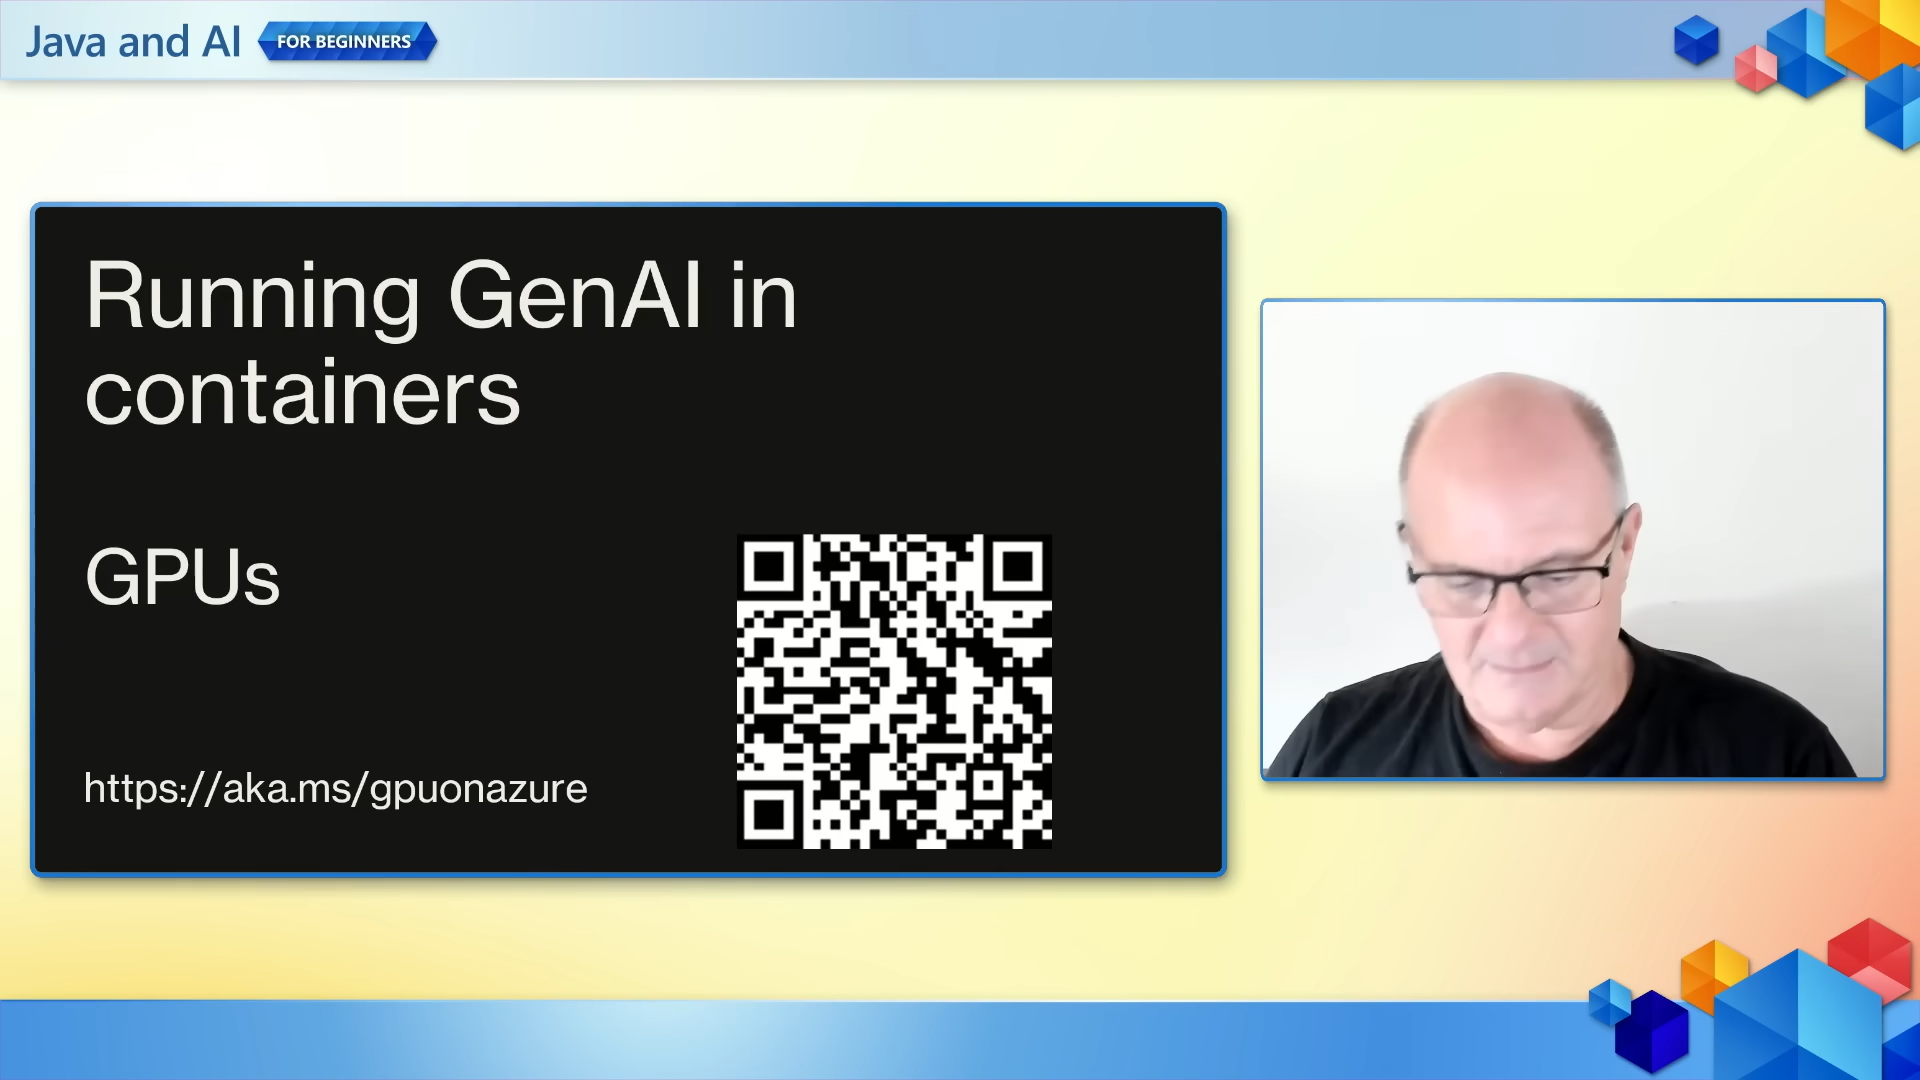 Java and AI
FOR BEGINNERS
Running GenAI in
containers
GPUs
https://aka.ms/gpuonazure